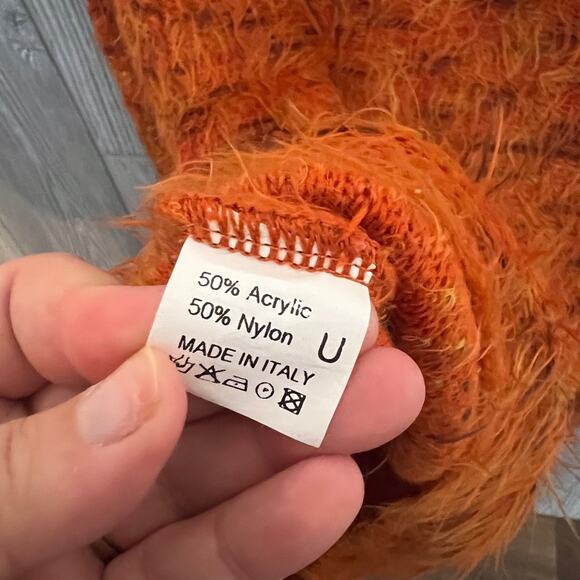 50% Acrylic
50% Nylon
U
MADE IN ITALY
P